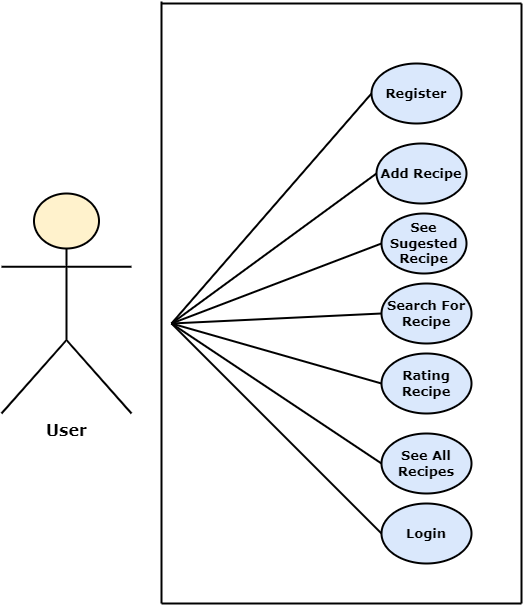 Register
Add Recipe
See
Sugested
Recipe
Search For
Recipe
Rating
Recipe
User
See All
Recipes
Login